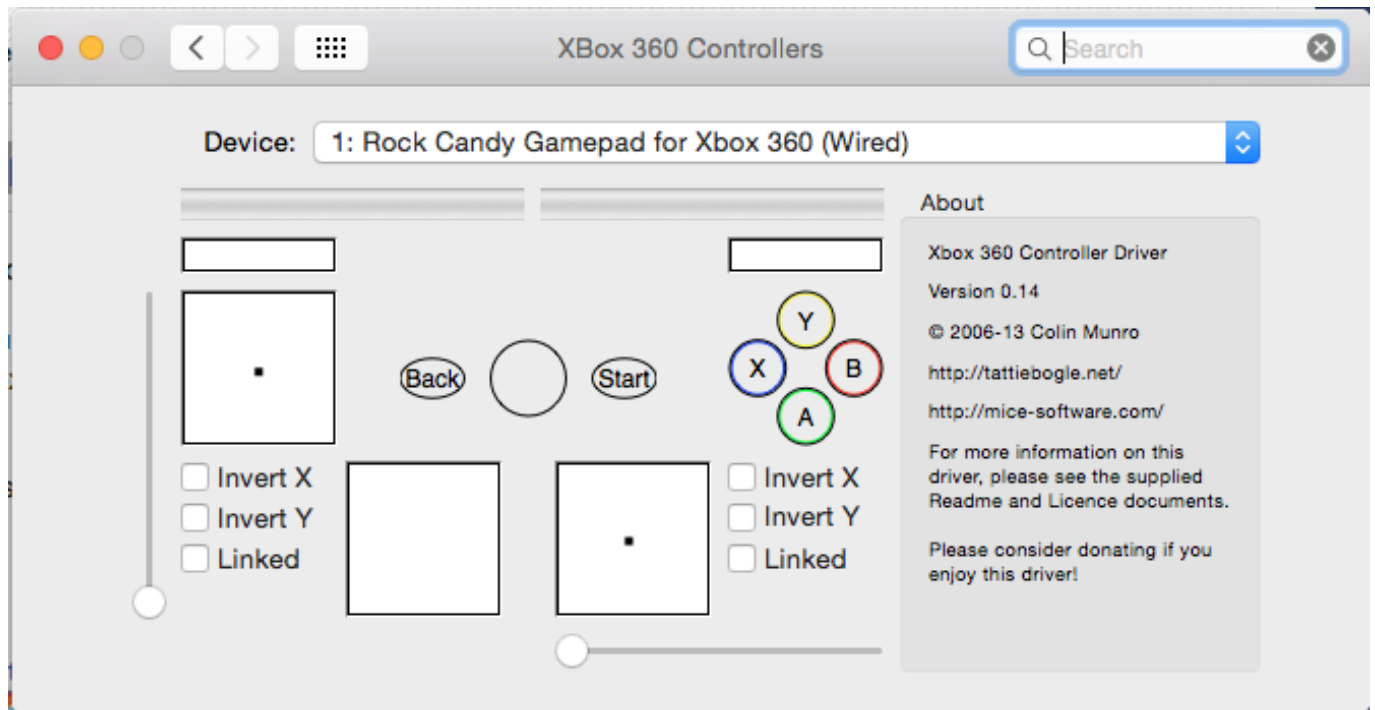 XBox 360 Controllers
Search
Device:
1: Rock Candy Gamepad for Xbox 360 (Wired)
Back
Start
Y
X
B
A
Invert X
Invert Y
Linked
Invert X
Invert Y
Linked
About
Xbox 360 Controller Driver
Version 0.14
© 2006-13 Colin Munro
http://tattiebogle.net/
http://mice-software.com/
For more information on this
driver, please see the supplied
Readme and Licence documents.
Please consider donating if you
enjoy this driver!